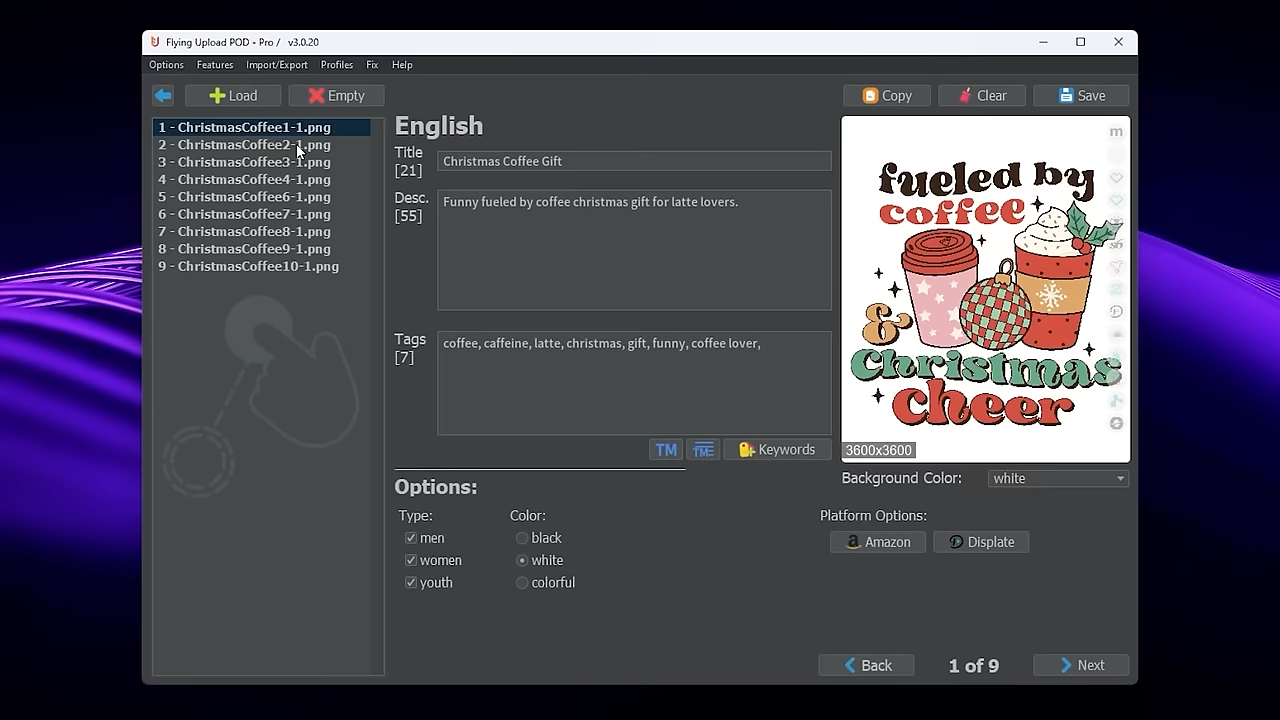 Flying Upload POD - Pro / v3.0.20
Options Features Import/Export Profiles Fix Help
Load Empty Copy Clear Save
1 - ChristmasCoffee1-1.png
2 - ChristmasCoffee2-1.png
3 - ChristmasCoffee3-1.png
4 - ChristmasCoffee4-1.png
5 - ChristmasCoffee6-1.png
6 - ChristmasCoffee7-1.png
7 - ChristmasCoffee8-1.png
8 - ChristmasCoffee9-1.png
9 - ChristmasCoffee10-1.png
English
Title
[21]
Christmas Coffee Gift
Desc.
[55]
Funny fueled by coffee christmas gift for latte lovers.
Tags
[7]
coffee, caffeine, latte, christmas, gift, funny, coffee lover,
TM TM Keywords
fueled by
coffee
&
Christmas
cheer
3600x3600
Background Color: white
Options:
Type: Color:
men black
women white
youth colorful
Platform Options:
Amazon Displate
Back 1 of 9 Next